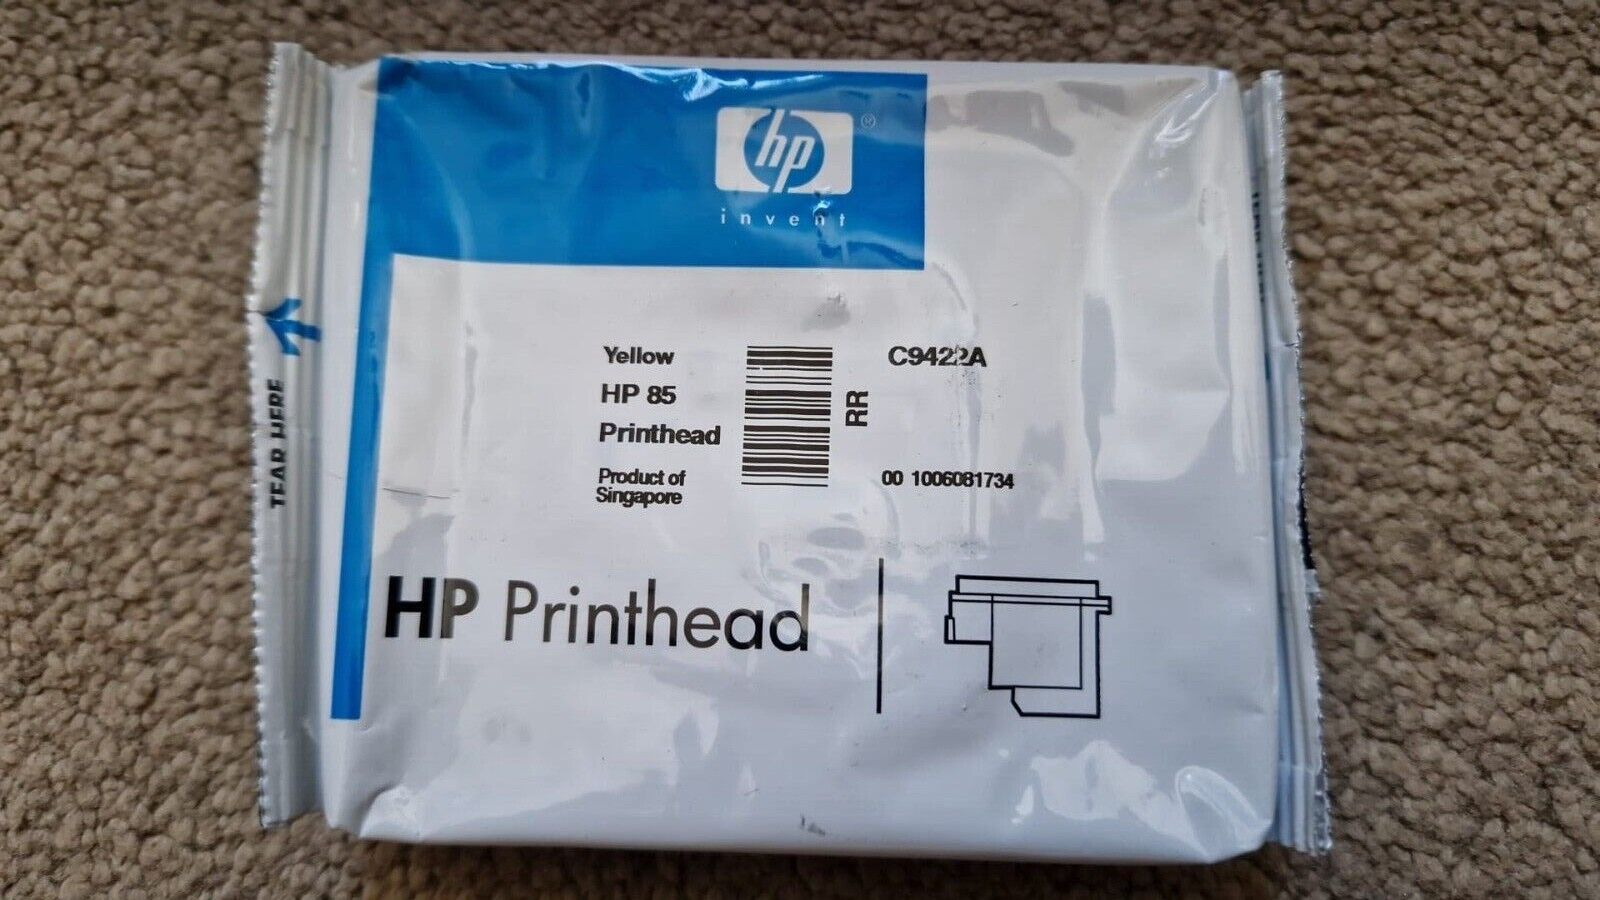 hp®
invent
Yellow
C9422A
HP 85
RR
Printhead
Product of
Singapore
00 1006081734
HP Printhead
TEAR HERE